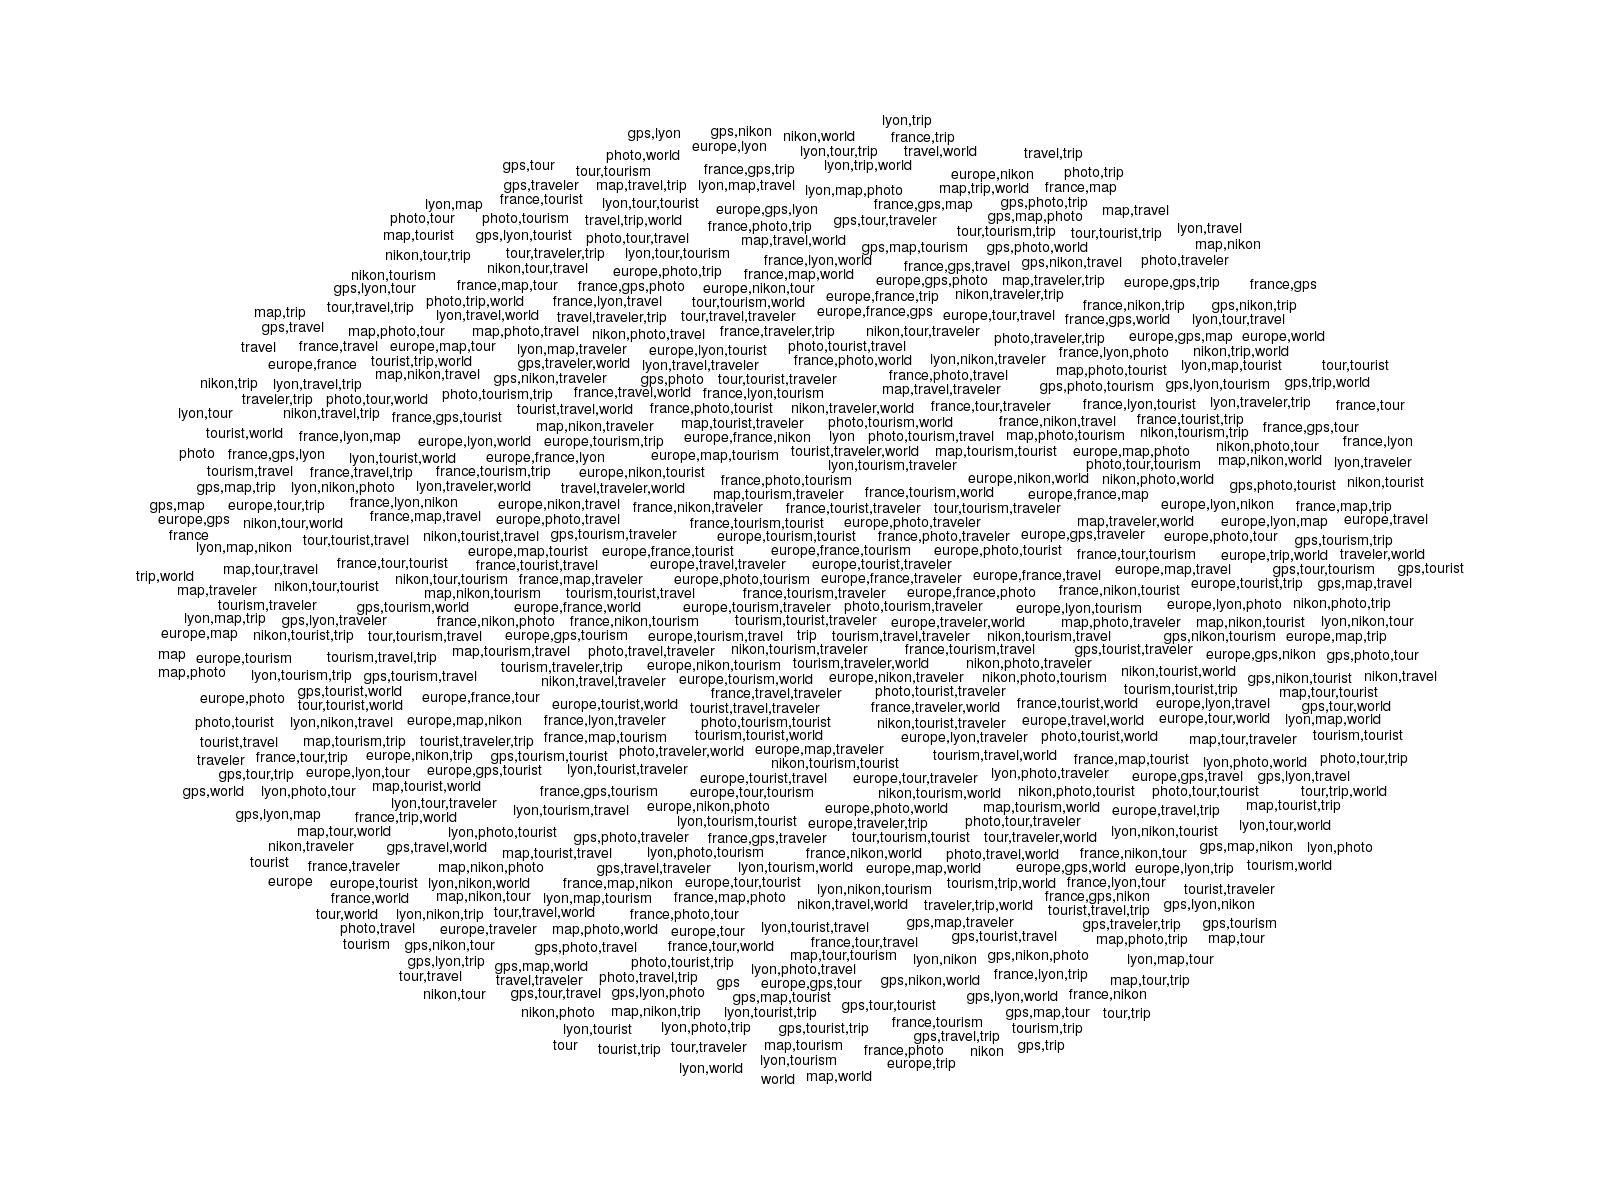 lyon,trip
gps,lyon gps,nikon nikon,world france,trip
photo,world europe,lyon lyon,tour,trip travel,world travel,trip
gps,tour tour,tourism france,gps,trip lyon,trip,world europe,nikon photo,trip
gps,traveler map,travel,trip lyon,map,travel lyon,map,photo map,trip,world france,map
lyon,map france,tourist lyon,tour,tourist europe,gps,lyon france,gps,map gps,photo,trip map,travel
photo,tour photo,tourism travel,trip,world france,photo,trip gps,tour,traveler gps,map,photo
map,tourist gps,lyon,tourist photo,tour,travel map,travel,world tour,tourism,trip tour,tourist,trip lyon,travel
nikon,tour,trip tour,traveler,trip lyon,tour,tourism gps,map,tourism gps,photo,world map,nikon
nikon,tourism nikon,tour,travel europe,photo,trip france,lyon,world france,map,world france,gps,travel gps,nikon,travel photo,traveler
gps,lyon,tour france,map,tour france,gps,photo europe,nikon,tour europe,gps,photo map,traveler,trip europe,gps,trip france,gps
map,trip tour,travel,trip photo,trip,world france,lyon,travel tour,tourism,world europe,france,trip nikon,traveler,trip france,nikon,trip gps,nikon,trip
gps,travel lyon,travel,world travel,traveler,trip tour,travel,traveler europe,france,gps europe,tour,travel france,gps,world lyon,tour,travel
map,photo,tour map,photo,travel nikon,photo,travel france,traveler,trip nikon,tour,traveler photo,traveler,trip europe,gps,map europe,world
travel france,travel europe,map,tour lyon,map,traveler europe,lyon,tourist photo,tourist,travel france,lyon,photo nikon,trip,world
europe,france tourist,trip,world gps,traveler,world lyon,travel,traveler france,photo,world lyon,nikon,traveler map,photo,tourist lyon,map,tourist tour,tourist
nikon,trip lyon,travel,trip map,nikon,travel gps,nikon,traveler gps,photo tour,tourist,traveler france,photo,travel gps,photo,tourism gps,lyon,tourism gps,trip,world
traveler,trip photo,tour,world photo,tourism,trip france,travel,world france,lyon,tourism map,travel,traveler
lyon,tour nikon,travel,trip france,gps,tourist tourist,travel,world france,photo,tourist nikon,traveler,world france,tour,traveler france,lyon,tourist lyon,traveler,trip france,tour
tourist,world france,lyon,map map,nikon,traveler map,tourist,traveler photo,tourism,world france,nikon,travel france,tourist,trip france,gps,tour
europe,lyon,world europe,tourism,trip europe,france,nikon lyon photo,tourism,travel map,photo,tourism nikon,tourism,trip nikon,photo,tour france,lyon
photo france,gps,lyon lyon,tourist,world europe,france,lyon europe,map,tourism tourist,traveler,world map,tourism,tourist europe,map,photo
tourism,travel france,travel,trip france,tourism,trip europe,nikon,tourist lyon,tourism,traveler photo,tour,tourism map,nikon,world lyon,traveler
gps,map,trip lyon,nikon,photo lyon,traveler,world travel,traveler,world france,photo,tourism europe,nikon,world nikon,photo,world gps,photo,tourist nikon,tourist
gps,map europe,tour,trip france,lyon,nikon europe,nikon,travel map,tourism,traveler france,tourism,world europe,france,map europe,lyon,nikon france,map,trip
europe,gps nikon,tour,world france,map,travel europe,photo,travel france,nikon,traveler france,tourist,traveler tour,tourism,traveler
france france,tourism,tourist europe,photo,traveler map,traveler,world europe,lyon,map europe,travel
lyon,map,nikon tour,tourist,travel nikon,tourist,travel gps,tourism,traveler europe,tourism,tourist france,photo,traveler europe,gps,traveler europe,photo,tour gps,tourism,trip
europe,map,tourist europe,france,tourist europe,france,tourism europe,photo,tourist france,tour,tourism europe,trip,world traveler,world
trip,world map,tour,travel france,tour,tourist france,tourist,travel europe,travel,traveler europe,tourist,traveler europe,map,travel gps,tour,tourism gps,tourist
map,traveler nikon,tour,tourist nikon,tour,tourism france,map,traveler europe,photo,tourism europe,france,traveler europe,france,travel europe,tourist,trip gps,map,travel
map,nikon,tourism tourism,tourist,travel france,tourism,traveler europe,france,photo france,nikon,tourist
tourism,traveler gps,tourism,world europe,france,world europe,tourism,traveler photo,tourism,traveler europe,lyon,tourism europe,lyon,photo nikon,photo,trip
lyon,map,trip gps,lyon,traveler france,nikon,photo france,nikon,tourism tourism,tourist,traveler europe,traveler,world map,photo,traveler map,nikon,tourist lyon,nikon,tour
europe,map nikon,tourist,trip tour,tourism,travel europe,gps,tourism europe,tourism,travel trip tourism,travel,traveler nikon,tourism,travel gps,nikon,tourism europe,map,trip
map europe,tourism tourism,travel,trip map,tourism,travel photo,travel,traveler nikon,tourism,traveler france,tourism,travel gps,tourist,traveler europe,gps,nikon gps,photo,tour
map,photo lyon,tourism,trip gps,tourism,travel tourism,traveler,trip europe,nikon,tourism tourism,traveler,world nikon,photo,traveler nikon,tourist,world
nikon,travel,traveler europe,tourism,world europe,nikon,traveler nikon,photo,tourism gps,nikon,tourist nikon,travel
europe,photo gps,tourist,world europe,france,tour france,travel,traveler photo,tourist,traveler tourism,tourist,trip map,tour,tourist
tour,tourist,world europe,tourist,world tourist,travel,traveler france,traveler,world france,tourist,world europe,lyon,travel gps,tour,world
photo,tourist lyon,nikon,travel europe,map,nikon france,lyon,traveler photo,tourism,tourist nikon,tourist,traveler europe,travel,world europe,tour,world lyon,map,world
tourist,travel map,tourism,trip tourist,traveler,trip france,map,tourism tourism,tourist,world europe,lyon,traveler photo,tourist,world map,tour,traveler tourism,tourist
traveler france,tour,trip europe,nikon,trip gps,tourism,tourist photo,traveler,world europe,map,traveler tourism,travel,world france,map,tourist lyon,photo,world photo,tour,trip
gps,tour,trip europe,lyon,tour europe,gps,tourist lyon,tourist,traveler nikon,tourism,tourist lyon,photo,traveler europe,gps,travel gps,lyon,travel
europe,tourist,travel europe,tour,traveler
gps,world lyon,photo,tour map,tourist,world france,gps,tourism europe,tour,tourism nikon,tourism,world nikon,photo,tourist photo,tour,tourist tour,trip,world
gps,lyon,map france,trip,world lyon,tour,traveler lyon,tourism,travel europe,nikon,photo europe,photo,world map,tourism,world europe,travel,trip map,tourist,trip
map,tour,world lyon,photo,tourist lyon,tourism,tourist europe,traveler,trip photo,tour,traveler lyon,nikon,tourist lyon,tour,world
nikon,traveler gps,travel,world gps,photo,traveler france,gps,traveler tour,tourism,tourist tour,traveler,world gps,map,nikon lyon,photo
map,tourist,travel lyon,photo,tourism france,nikon,world photo,travel,world france,nikon,tour
tourist france,traveler map,nikon,photo gps,travel,traveler lyon,tourism,world europe,map,world europe,gps,world europe,lyon,trip tourism,world
europe europe,tourist lyon,nikon,world france,map,nikon europe,tour,tourist lyon,nikon,tourism tourism,trip,world france,lyon,tour tourist,traveler
france,world map,nikon,tour lyon,map,tourism france,map,photo nikon,travel,world traveler,trip,world france,gps,nikon gps,lyon,nikon
tour,world lyon,nikon,trip tour,travel,world france,photo,tour tourist,travel,trip
photo,travel europe,traveler map,photo,world europe,tour lyon,tourist,travel gps,map,traveler gps,traveler,trip gps,tourism
tourism gps,nikon,tour gps,photo,travel france,tour,world france,tour,travel gps,tourist,travel map,photo,trip map,tour
gps,lyon,trip gps,map,world photo,tourist,trip map,tour,tourism lyon,nikon gps,nikon,photo lyon,map,tour
tour,travel travel,traveler photo,travel,trip lyon,photo,travel gps europe,gps,tour gps,nikon,world france,lyon,trip map,tour,trip
nikon,tour gps,tour,travel gps,lyon,photo gps,map,tourist gps,lyon,world france,nikon
nikon,photo map,nikon,trip lyon,tourist,trip gps,tour,tourist gps,map,tour tour,trip
lyon,tourist lyon,photo,trip gps,tourist,trip france,tourism tourism,trip
tour tourist,trip tour,traveler map,tourism france,photo gps,travel,trip nikon gps,trip
lyon,world lyon,tourism europe,trip
world map,world